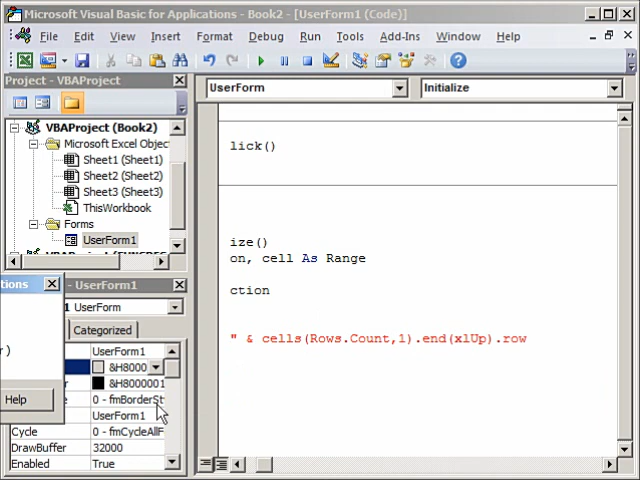 Microsoft Visual Basic for Applications - Book2 - [UserForm1 (Code)]
File Edit View Insert Format Debug Run Tools Add-Ins Window Help
Project - VBAProject
UserForm
Initialize
VBAProject (Book2)
Microsoft Excel Objec
Sheet1 (Sheet1)
Sheet2 (Sheet2)
Sheet3 (Sheet3)
ThisWorkbook
Forms
UserForm1
lick()
ize()
on, cell As Range
ction
" & cells(Rows.Count,1).end(xlUp).row
tions
- UserForm1
1 UserForm
Categorized
UserForm1
&H8000
&H8000001
0 - fmBorderSt
UserForm1
Cycle 0 - fmCycleAllF
DrawBuffer 32000
Enabled True
r )
Help